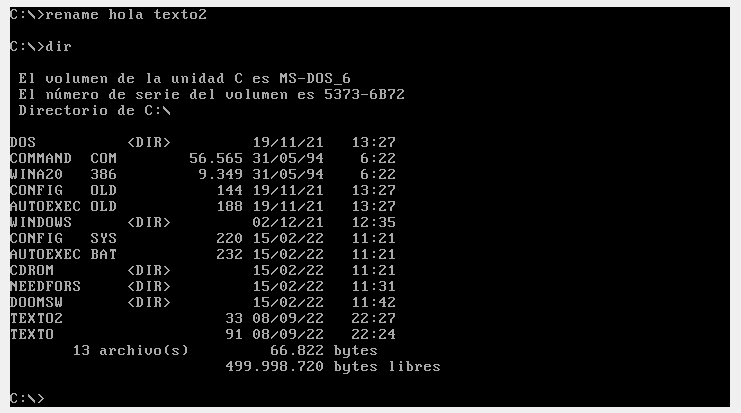 C:\>rename hola texto2
C:\>dir
El volumen de la unidad C es MS-DOS_6
El número de serie del volumen es 5373-6B72
Directorio de C:\
DOS <DIR> 19/11/21 13:27
COMMAND COM 56.565 31/05/94 6:22
WINA20 386 9.349 31/05/94 6:22
CONFIG OLD 144 19/11/21 13:27
AUTOEXEC OLD 188 19/11/21 13:27
WINDOWS <DIR> 02/12/21 12:35
CONFIG SYS 220 15/02/22 11:21
AUTOEXEC BAT 232 15/02/22 11:21
CDROM <DIR> 15/02/22 11:21
NEEDFORS <DIR> 15/02/22 11:31
DOOMSW <DIR> 15/02/22 11:42
TEXTO2 33 08/09/22 22:27
TEXTO 91 08/09/22 22:24
13 archivo(s) 66.822 bytes
499.998.720 bytes libres
C:\>